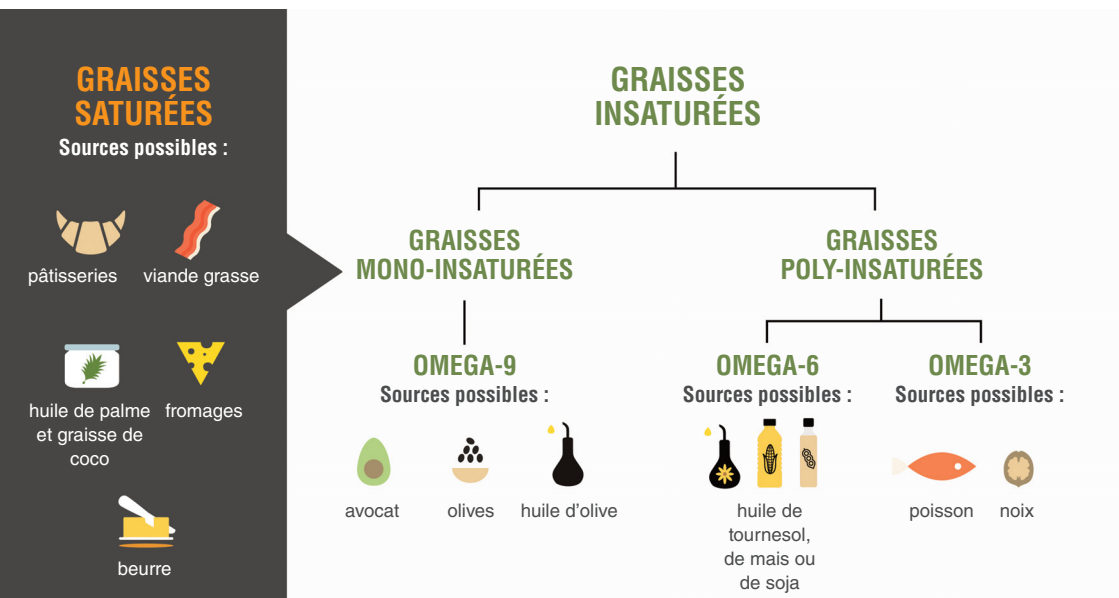 GRAISSES
SATURÉES
Sources possibles :
pâtisseries
viande grasse
huile de palme
et graisse de
coco
fromages
beurre
GRAISSES
INSATURÉES
GRAISSES
MONO-INSATURÉES
OMEGA-9
Sources possibles :
avocat
olives
huile d’olive
GRAISSES
POLY-INSATURÉES
OMEGA-6
Sources possibles :
huile de
tournesol,
de mais ou
de soja
OMEGA-3
Sources possibles :
poisson
noix